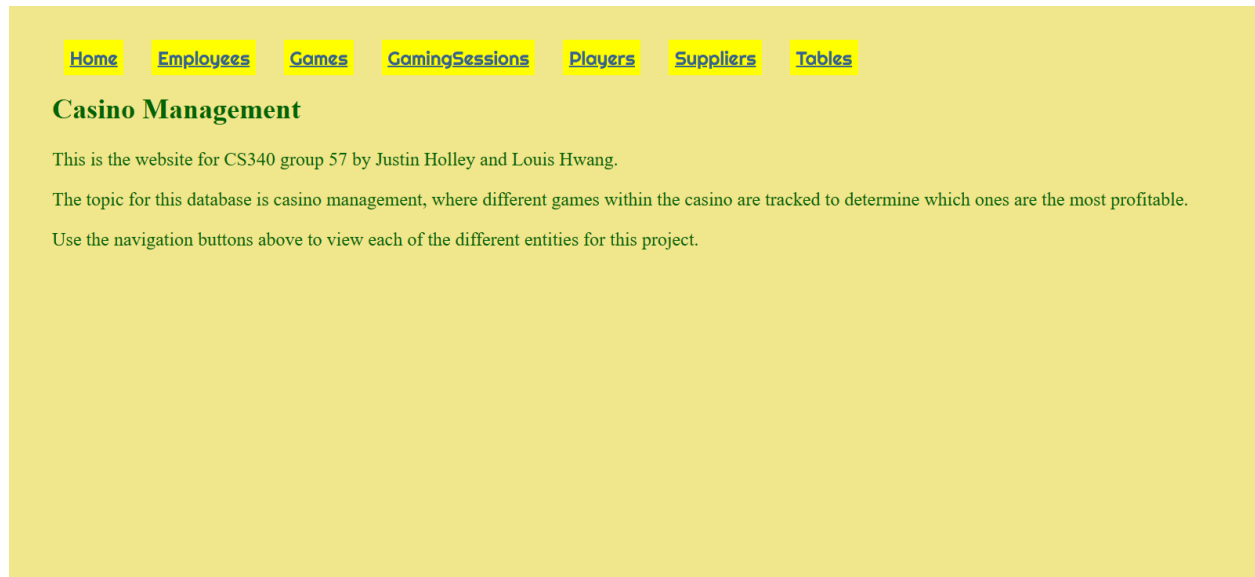 Home Employees Games GamingSessions Players Suppliers Tables
Casino Management
This is the website for CS340 group 57 by Justin Holley and Louis Hwang.
The topic for this database is casino management, where different games within the casino are tracked to determine which ones are the most profitable.
Use the navigation buttons above to view each of the different entities for this project.